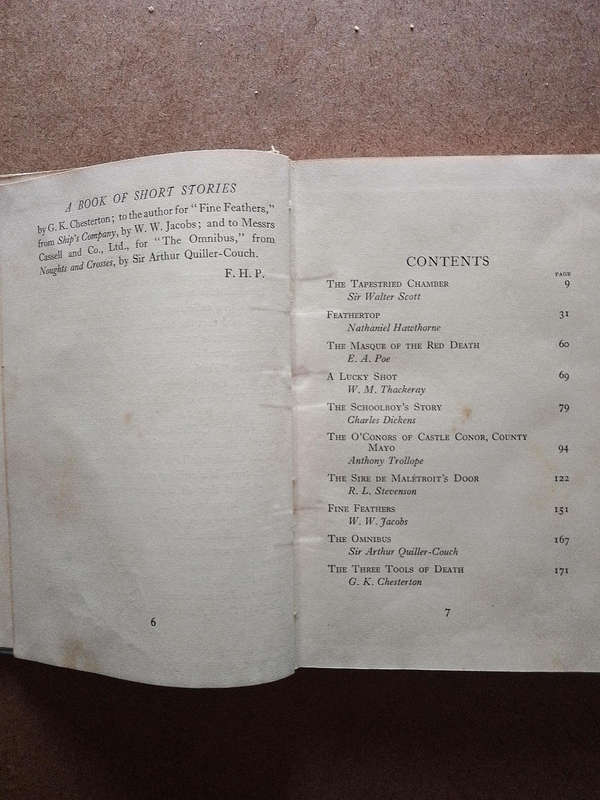 A BOOK OF SHORT STORIES
by G. K. Chesterton; to the author for "Fine Feathers,"
from Ship's Company, by W. W. Jacobs; and to Messrs
Cassell and Co., Ltd., for "The Omnibus," from
Noughts and Crosses, by Sir Arthur Quiller-Couch.
F. H. P.
6
CONTENTS
PAGE
The Tapestried Chamber 9
Sir Walter Scott
Feathertop 31
Nathaniel Hawthorne
The Masque of the Red Death 60
E. A. Poe
A Lucky Shot 69
W. M. Thackeray
The Schoolboy's Story 79
Charles Dickens
The O'Conors of Castle Conor, County
Mayo 94
Anthony Trollope
The Sire de Malétroit's Door 122
R. L. Stevenson
Fine Feathers 151
W. W. Jacobs
The Omnibus 167
Sir Arthur Quiller-Couch
The Three Tools of Death 171
G. K. Chesterton
7